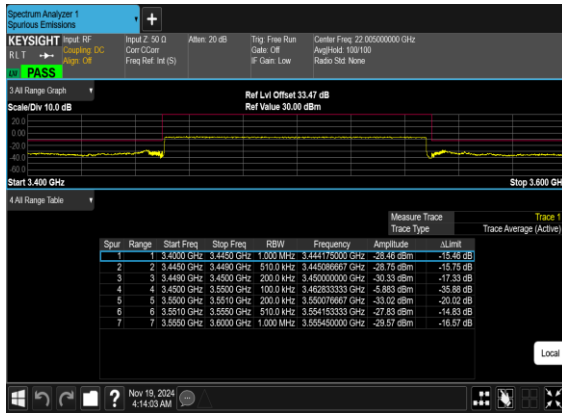 Spectrum Analyzer 1
Spurious Emissions
+
KEYSIGHT Input: RF Input Z: 50 Ω Atten: 20 dB Trig: Free Run Center Freq: 22.005000000 GHz
RLT Coupling: DC Corr CCorr Gate: Off Avg|Hold: 100/100
Align: Off Freq Ref: Int (S) IF Gain: Low Radio Std: None
PASS
3 All Range Graph Ref Lvl Offset 33.47 dB
Scale/Div 10.0 dB Ref Value 30.00 dBm
20.0
0.00
-20.0
-40.0
-60.0
Start 3.400 GHz Stop 3.600 GH
4 All Range Table
Measure Trace Trace 1
Trace Type Trace Average (Active)
Spur Range Start Freq Stop Freq RBW Frequency Amplitude ΔLimit
1 1 3.4000 GHz 3.4450 GHz 1.000 MHz 3.444175000 GHz -28.46 dBm -15.46 dB
2 2 3.4450 GHz 3.4490 GHz 510.0 kHz 3.445086667 GHz -28.75 dBm -15.75 dB
3 3 3.4490 GHz 3.4500 GHz 200.0 kHz 3.450000000 GHz -30.33 dBm -17.33 dB
4 4 3.4500 GHz 3.5500 GHz 100.0 kHz 3.462833333 GHz -5.883 dBm -35.88 dB
5 5 3.5500 GHz 3.5510 GHz 200.0 kHz 3.550076667 GHz -33.02 dBm -20.02 dB
6 6 3.5510 GHz 3.5550 GHz 510.0 kHz 3.554153333 GHz -27.83 dBm -14.83 dB
7 7 3.5550 GHz 3.6000 GHz 1.000 MHz 3.555450000 GHz -29.57 dBm -16.57 dB
Local
? Nov 19, 2024
4:14:03 AM